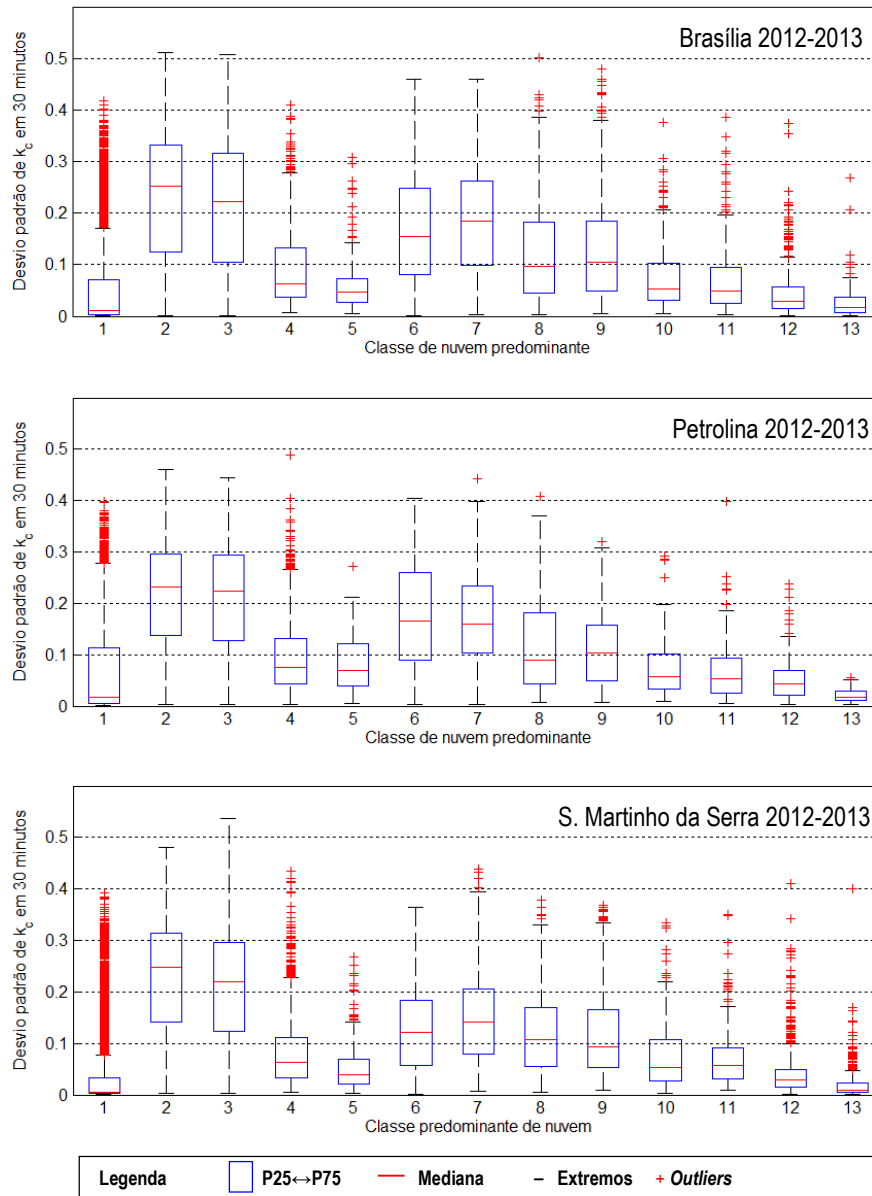 Brasília 2012-2013
Desvio padrão de kc em 30 minutos
0.5
0.4
0.3
0.2
0.1
0
1 2 3 4 5 6 7 8 9 10 11 12 13
Classe de nuvem predominante
Petrolina 2012-2013
Desvio padrão de kc em 30 minutos
0.5
0.4
0.3
0.2
0.1
0
1 2 3 4 5 6 7 8 9 10 11 12 13
Classe de nuvem predominante
S. Martinho da Serra 2012-2013
Desvio padrão de kc em 30 minutos
0.5
0.4
0.3
0.2
0.1
0
1 2 3 4 5 6 7 8 9 10 11 12 13
Classe predominante de nuvem
Legenda P25↔P75 Mediana Extremos Outliers